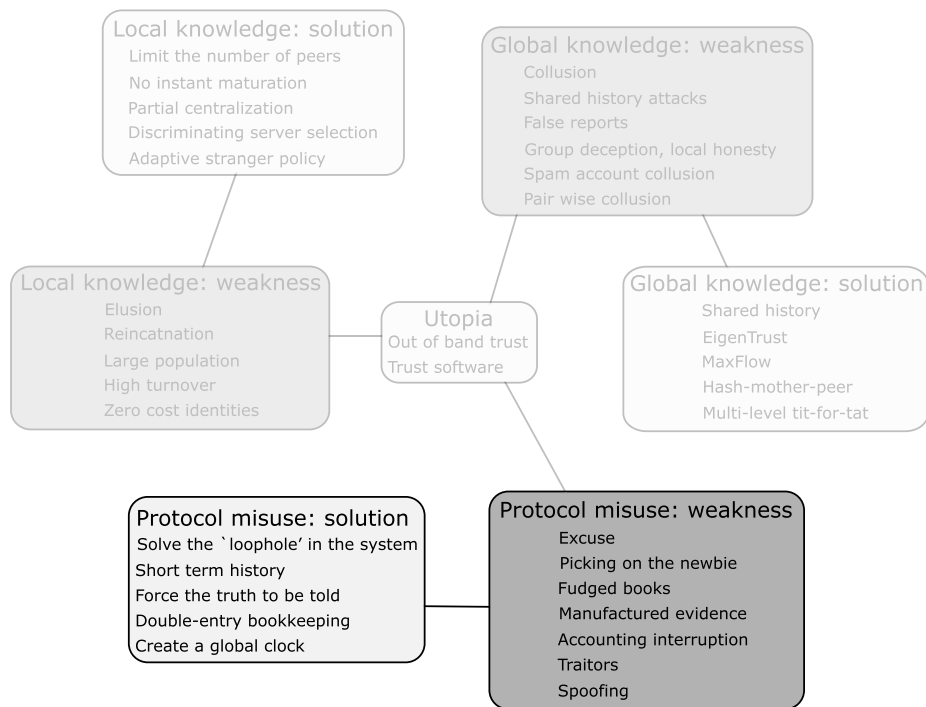 Local knowledge: solution
Limit the number of peers
No instant maturation
Partial centralization
Discriminating server selection
Adaptive stranger policy
Global knowledge: weakness
Collusion
Shared history attacks
False reports
Group deception, local honesty
Spam account collusion
Pair wise collusion
Local knowledge: weakness
Elusion
Reincatnation
Large population
High turnover
Zero cost identities
Utopia
Out of band trust
Trust software
Global knowledge: solution
Shared history
EigenTrust
MaxFlow
Hash-mother-peer
Multi-level tit-for-tat
Protocol misuse: solution
Solve the `loophole’ in the system
Short term history
Force the truth to be told
Double-entry bookkeeping
Create a global clock
Protocol misuse: weakness
Excuse
Picking on the newbie
Fudged books
Manufactured evidence
Accounting interruption
Traitors
Spoofing